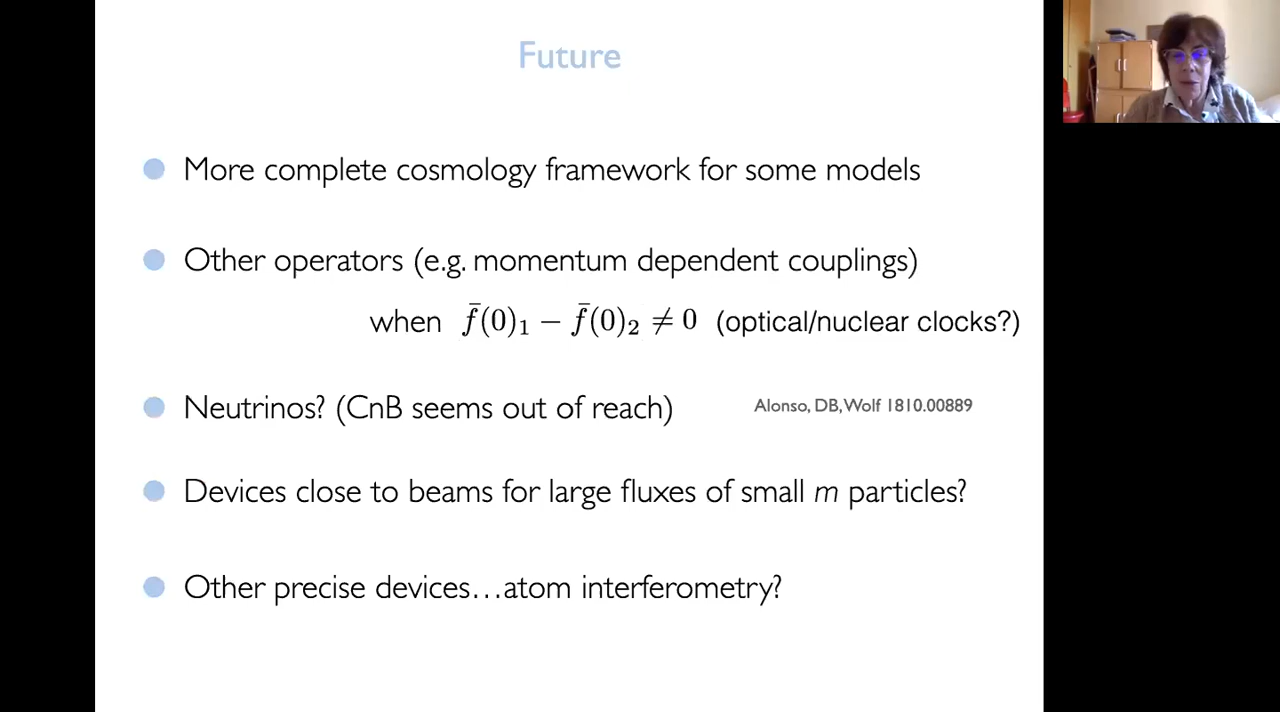 Future
More complete cosmology framework for some models
Other operators (e.g. momentum dependent couplings)
when f̄(0)₁ − f̄(0)₂ ≠ 0 (optical/nuclear clocks?)
Neutrinos? (CnB seems out of reach) Alonso, DB, Wolf 1810.00889
Devices close to beams for large fluxes of small m particles?
Other precise devices…atom interferometry?